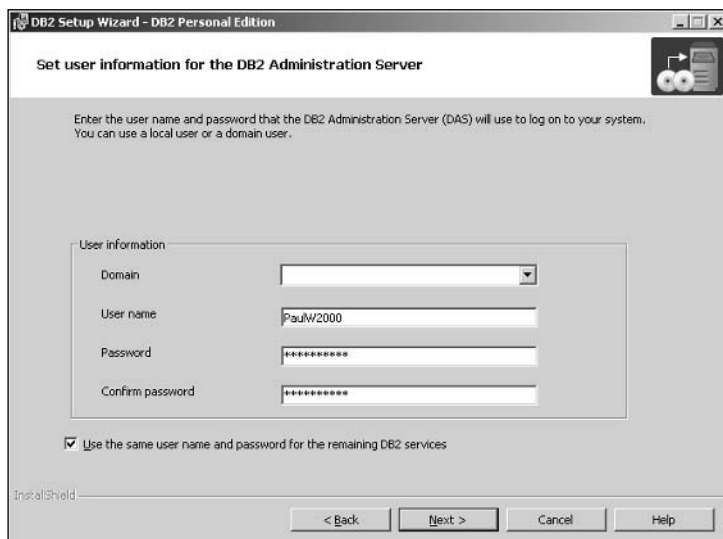 DB2 Setup Wizard - DB2 Personal Edition
Set user information for the DB2 Administration Server
Enter the user name and password that the DB2 Administration Server (DAS) will use to log on to your system.
You can use a local user or a domain user.
User information
Domain
User name
PaulW2000
Password
**********
Confirm password
**********
Use the same user name and password for the remaining DB2 services
InstallShield
< Back
Next >
Cancel
Help